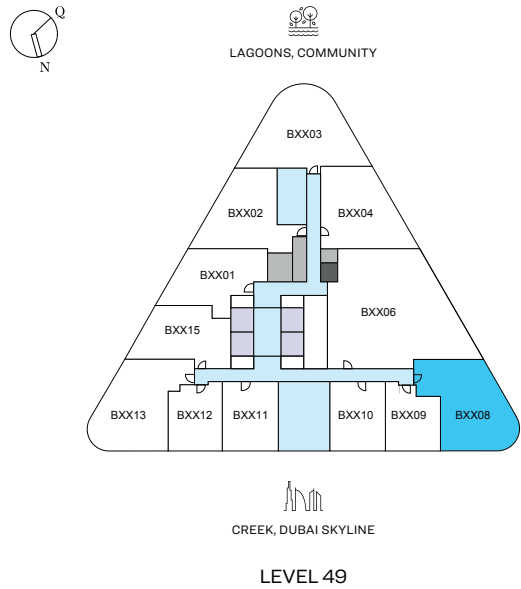 Q
N
LAGOONS, COMMUNITY
BXX03
BXX02
BXX04
BXX01
BXX06
BXX15
BXX13
BXX12
BXX11
BXX10
BXX09
BXX08
CREEK, DUBAI SKYLINE
LEVEL 49